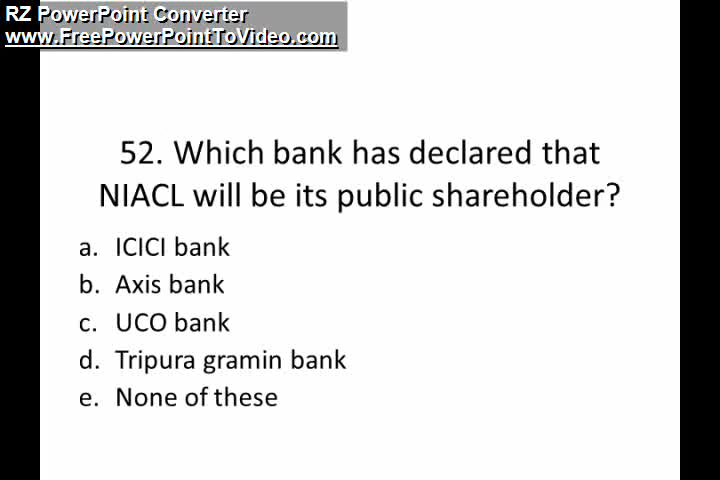 RZ PowerPoint Converter
www.FreePowerPointToVideo.com
52. Which bank has declared that
NIACL will be its public shareholder?
a. ICICI bank
b. Axis bank
c. UCO bank
d. Tripura gramin bank
e. None of these